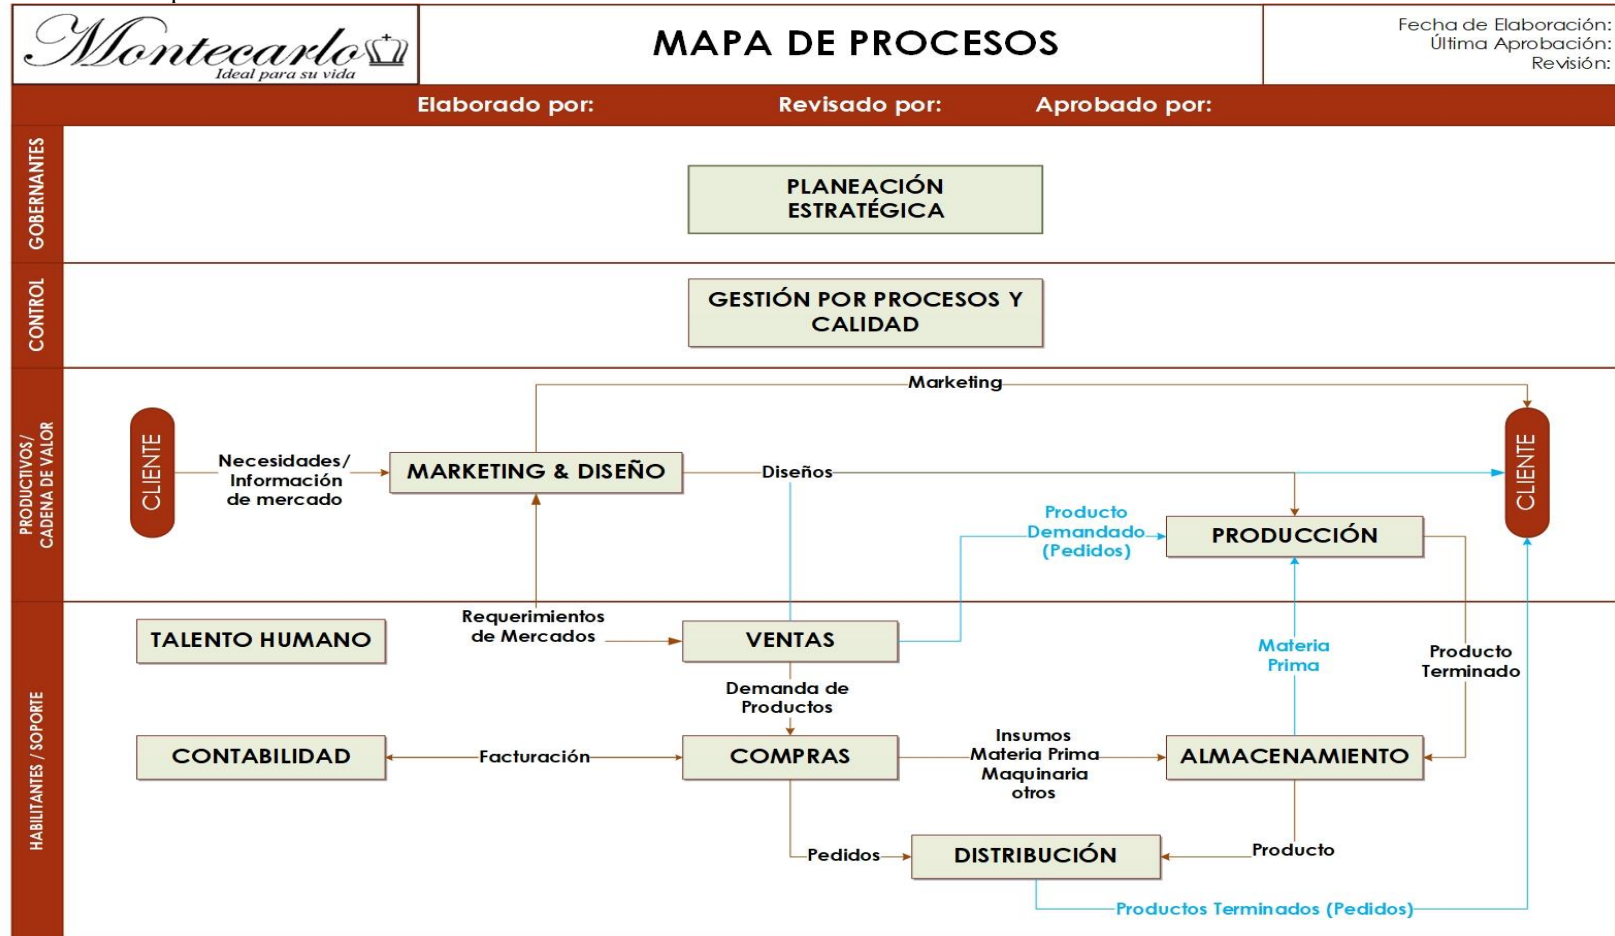 Montecarlo
Ideal para su vida
MAPA DE PROCESOS
Fecha de Elaboración:
Última Aprobación:
Revisión:
Elaborado por:
Revisado por:
Aprobado por:
GOBERNANTES
PLANEACIÓN
ESTRATÉGICA
CONTROL
GESTIÓN POR PROCESOS Y
CALIDAD
PRODUCTIVOS/
CADENA DE VALOR
Marketing
CLIENTE
Necesidades/
Información
de mercado
MARKETING & DISEÑO
Diseños
CLIENTE
Producto
Demandado
(Pedidos)
PRODUCCIÓN
HABILITANTES / SOPORTE
TALENTO HUMANO
Requerimientos
de Mercados
VENTAS
Materia
Prima
Producto
Terminado
Demanda de
Productos
CONTABILIDAD
Facturación
COMPRAS
Insumos
Materia Prima
Maquinaria
otros
ALMACENAMIENTO
Pedidos
DISTRIBUCIÓN
Producto
Productos Terminados (Pedidos)